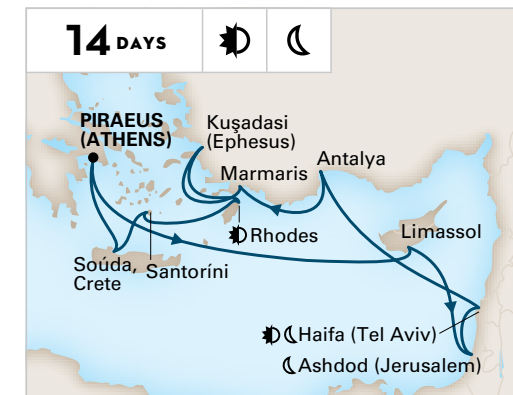 14 DAYS
PIRAEUS
(ATHENS)
Kuşadasi
(Ephesus)
Marmaris
Antalya
Rhodes
Limassol
Soúda,
Crete
Santoríni
Haifa (Tel Aviv)
Ashdod (Jerusalem)